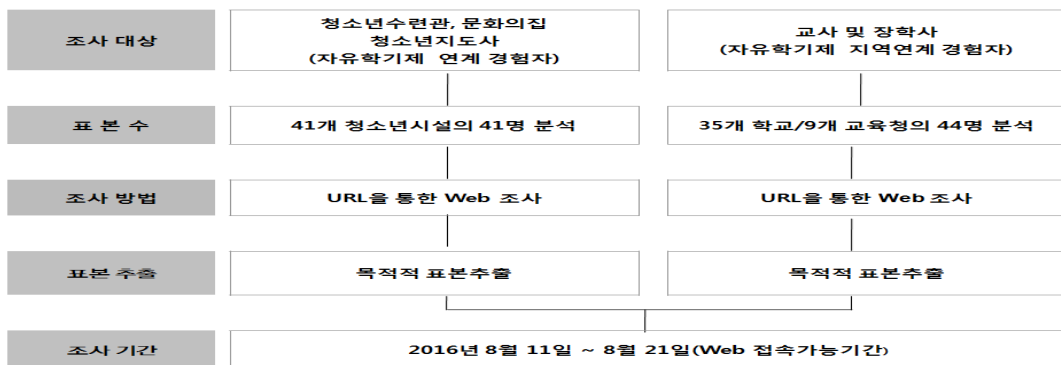 조사 대상
청소년수련관, 문화의집
청소년지도사
(자유학기제 연계 경험자)
교사 및 장학사
(자유학기제 지역연계 경험자)
표 본 수
41개 청소년시설의 41명 분석
35개 학교/9개 교육청의 44명 분석
조사 방법
URL을 통한 Web 조사
URL을 통한 Web 조사
표본 추출
목적적 표본추출
목적적 표본추출
조사 기간
2016년 8월 11일 ~ 8월 21일(Web 접속가능기간)